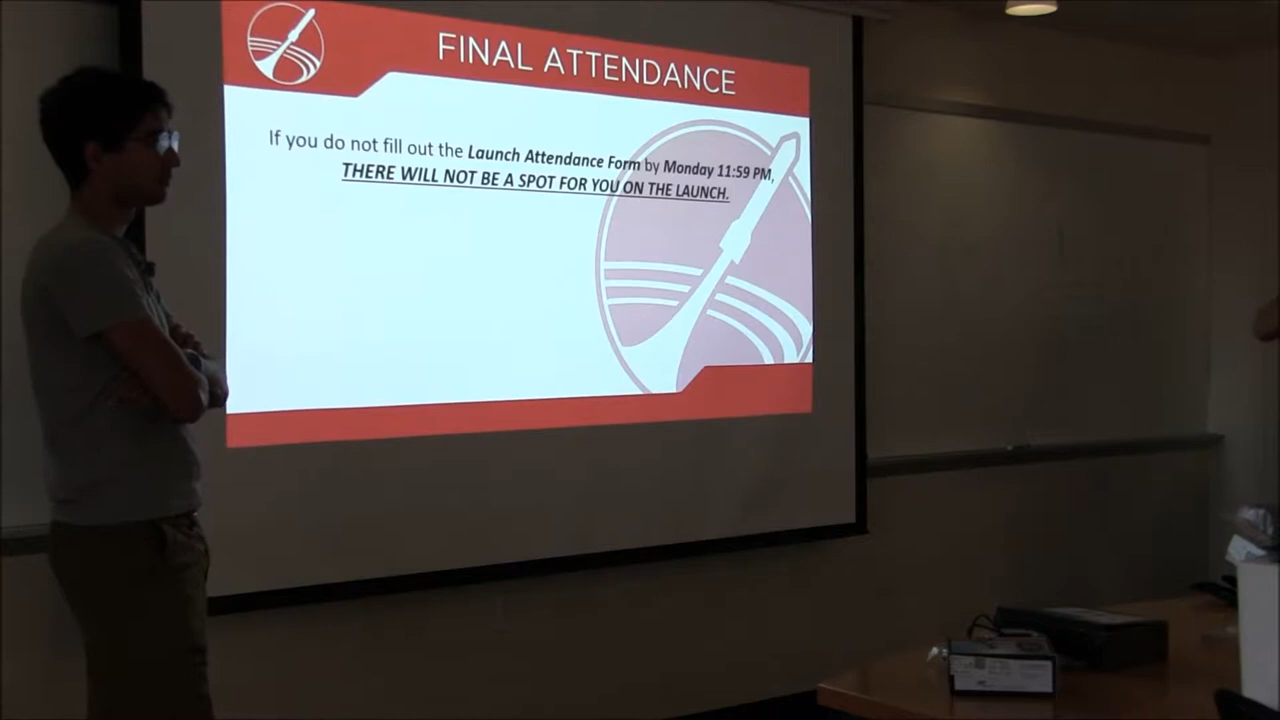 FINAL ATTENDANCE
If you do not fill out the Launch Attendance Form by Monday 11:59 PM,
THERE WILL NOT BE A SPOT FOR YOU ON THE LAUNCH.